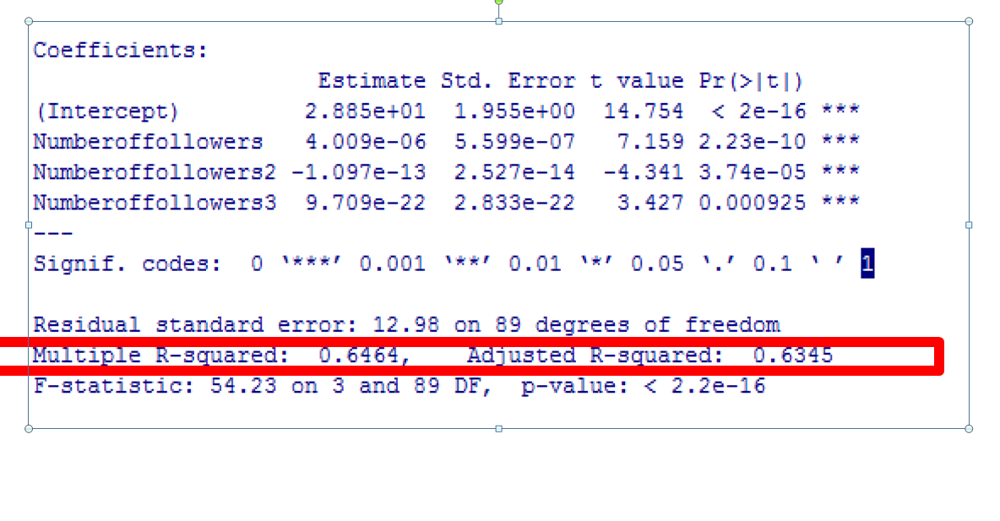 Coefficients:
Estimate Std. Error t value Pr(>|t|)
(Intercept) 2.885e+01 1.955e+00 14.754 < 2e-16 ***
Numberoffollowers 4.009e-06 5.599e-07 7.159 2.23e-10 ***
Numberoffollowers2 -1.097e-13 2.527e-14 -4.341 3.74e-05 ***
Numberoffollowers3 9.709e-22 2.833e-22 3.427 0.000925 ***
---
Signif. codes: 0 ‘***’ 0.001 ‘**’ 0.01 ‘*’ 0.05 ‘.’ 0.1 ‘ ’ 1
Residual standard error: 12.98 on 89 degrees of freedom
Multiple R-squared: 0.6464, Adjusted R-squared: 0.6345
F-statistic: 54.23 on 3 and 89 DF, p-value: < 2.2e-16